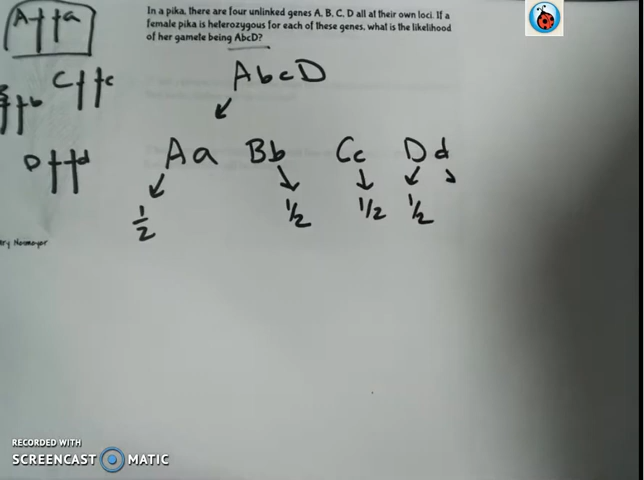 In a pika, there are four unlinked genes A, B, C, D all at their own loci. If a
female pika is heterozygous for each of these genes, what is the likelihood
of her gamete being AbcD?
A a
AbcD
C c
b
Aa Bb Cc D d
D d
1/2 1/2 1/2 1/2
RECORDED WITH
SCREENCAST MATIC